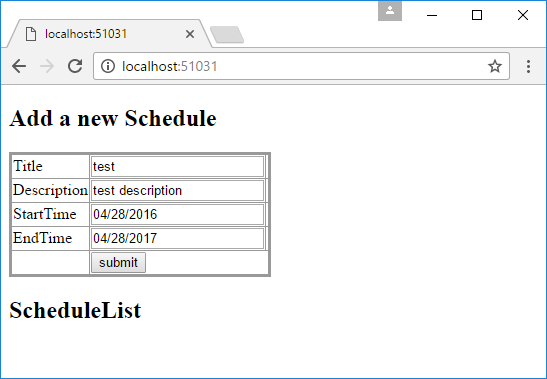 localhost:51031
localhost:51031
Add a new Schedule
Title test
Description test description
StartTime 04/28/2016
EndTime 04/28/2017
submit
ScheduleList